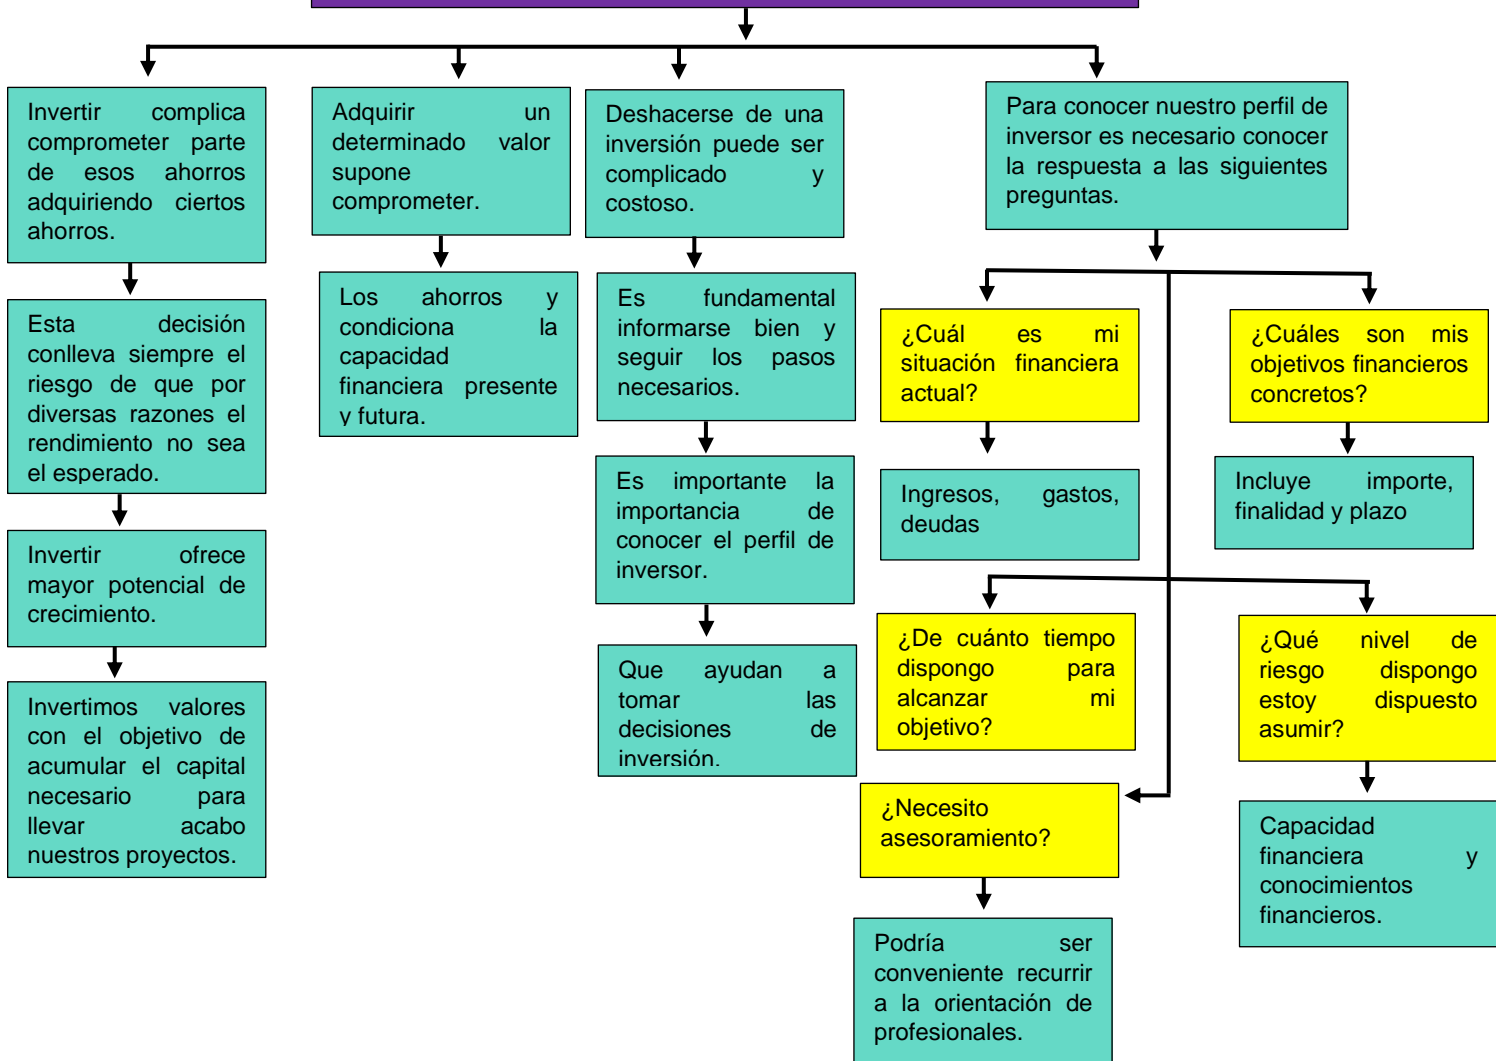 Invertir complica
comprometer parte
de esos ahorros
adquiriendo ciertos
ahorros.
Esta decisión
conlleva siempre el
riesgo de que por
diversas razones el
rendimiento no sea
el esperado.
Invertir ofrece
mayor potencial de
crecimiento.
Invertimos valores
con el objetivo de
acumular el capital
necesario para
llevar acabo
nuestros proyectos.
Adquirir un
determinado valor
supone
comprometer.
Los ahorros y
condiciona la
capacidad
financiera presente
y futura.
Deshacerse de una
inversión puede ser
complicado y
costoso.
Es fundamental
informarse bien y
seguir los pasos
necesarios.
Es importante la
importancia de
conocer el perfil de
inversor.
Que ayudan a
tomar las
decisiones de
inversión.
Para conocer nuestro perfil de
inversor es necesario conocer
la respuesta a las siguientes
preguntas.
¿Cuál es mi
situación financiera
actual?
Ingresos, gastos,
deudas
¿Cuáles son mis
objetivos financieros
concretos?
Incluye importe,
finalidad y plazo
¿De cuánto tiempo
dispongo para
alcanzar mi
objetivo?
¿Qué nivel de
riesgo dispongo
estoy dispuesto
asumir?
Capacidad
financiera y
conocimientos
financieros.
¿Necesito
asesoramiento?
Podría ser
conveniente recurrir
a la orientación de
profesionales.